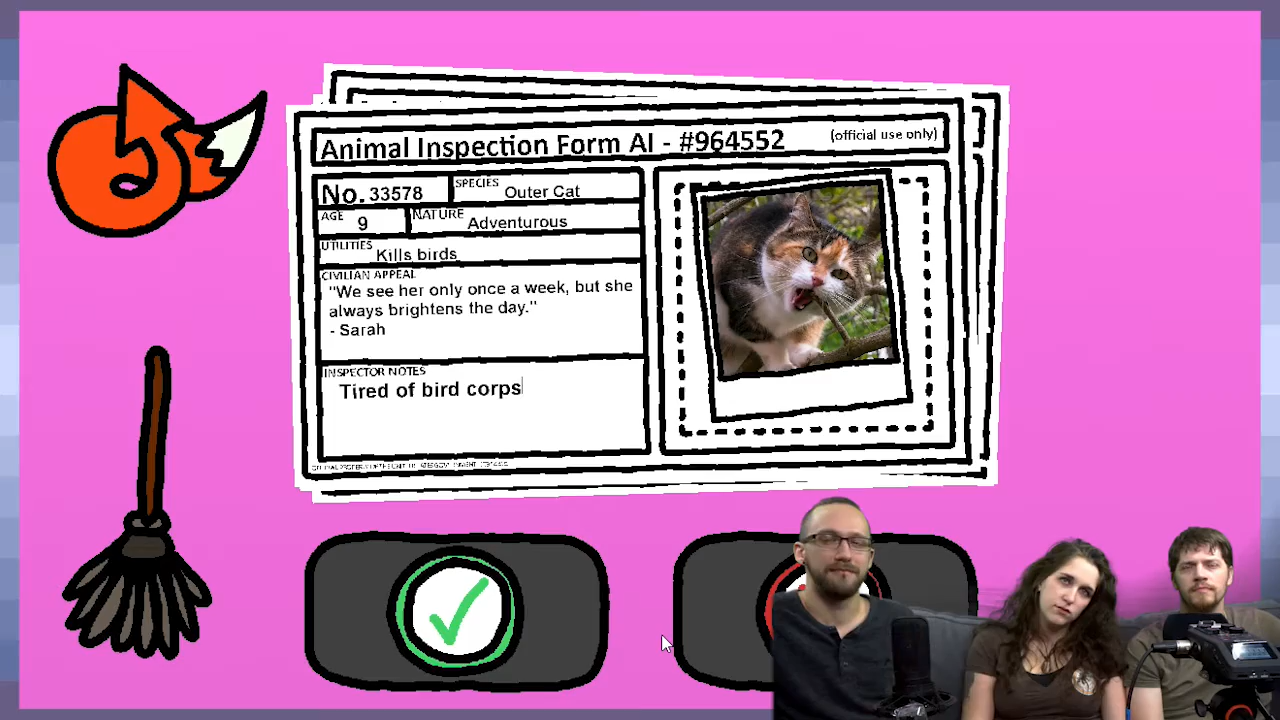 Animal Inspection Form AI - #964552 (official use only)
No. 33578 SPECIES Outer Cat
AGE 9 NATURE Adventurous
UTILITIES Kills birds
CIVILIAN APPEAL
"We see her only once a week, but she
always brightens the day."
- Sarah
INSPECTOR NOTES
Tired of bird corps